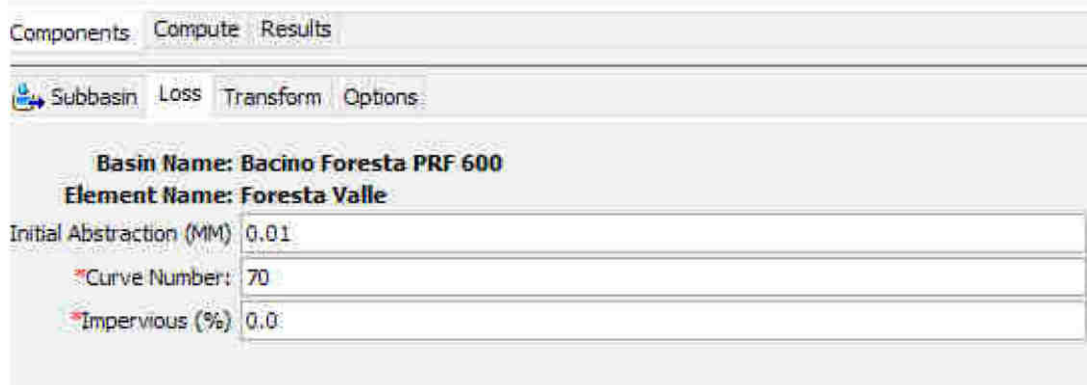 Components Compute Results
Subbasin Loss Transform Options
Basin Name: Bacino Foresta PRF 600
Element Name: Foresta Valle
Initial Abstraction (MM) 0.01
*Curve Number: 70
*Impervious (%) 0.0